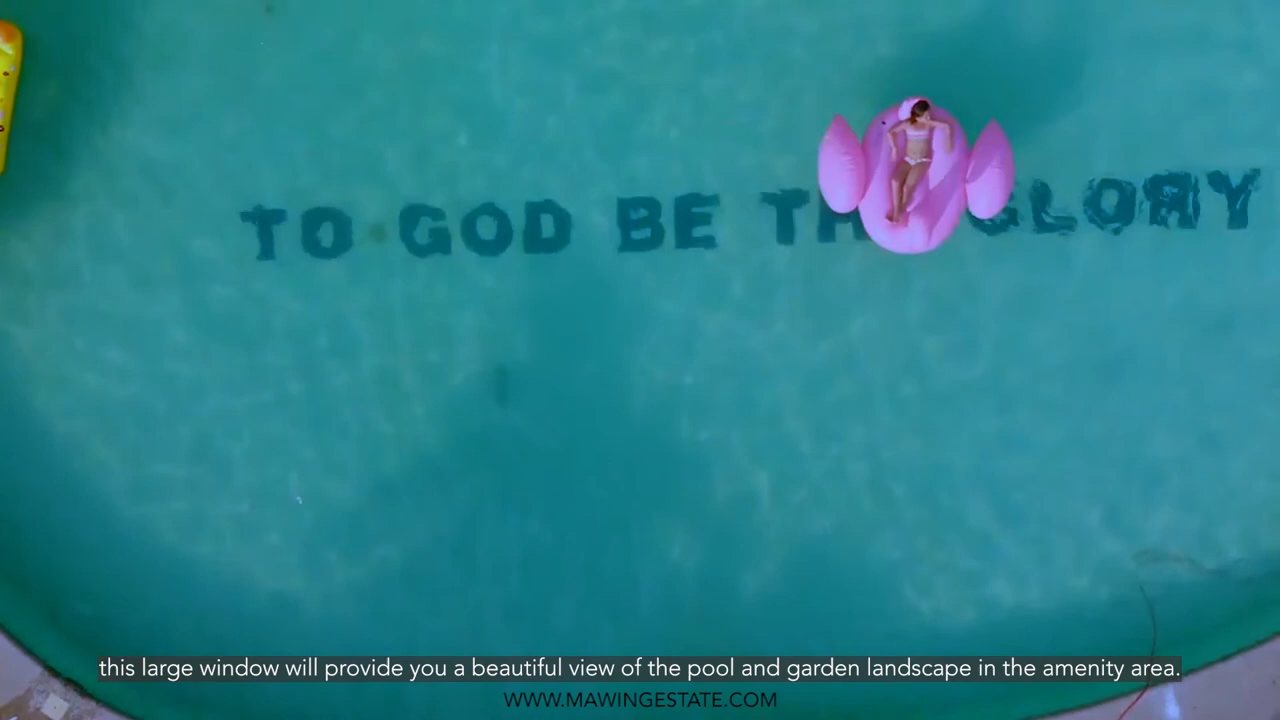 TO GOD BE THE GLORY
this large window will provide you a beautiful view of the pool and garden landscape in the amenity area.
WWW.MAWINGESTATE.COM